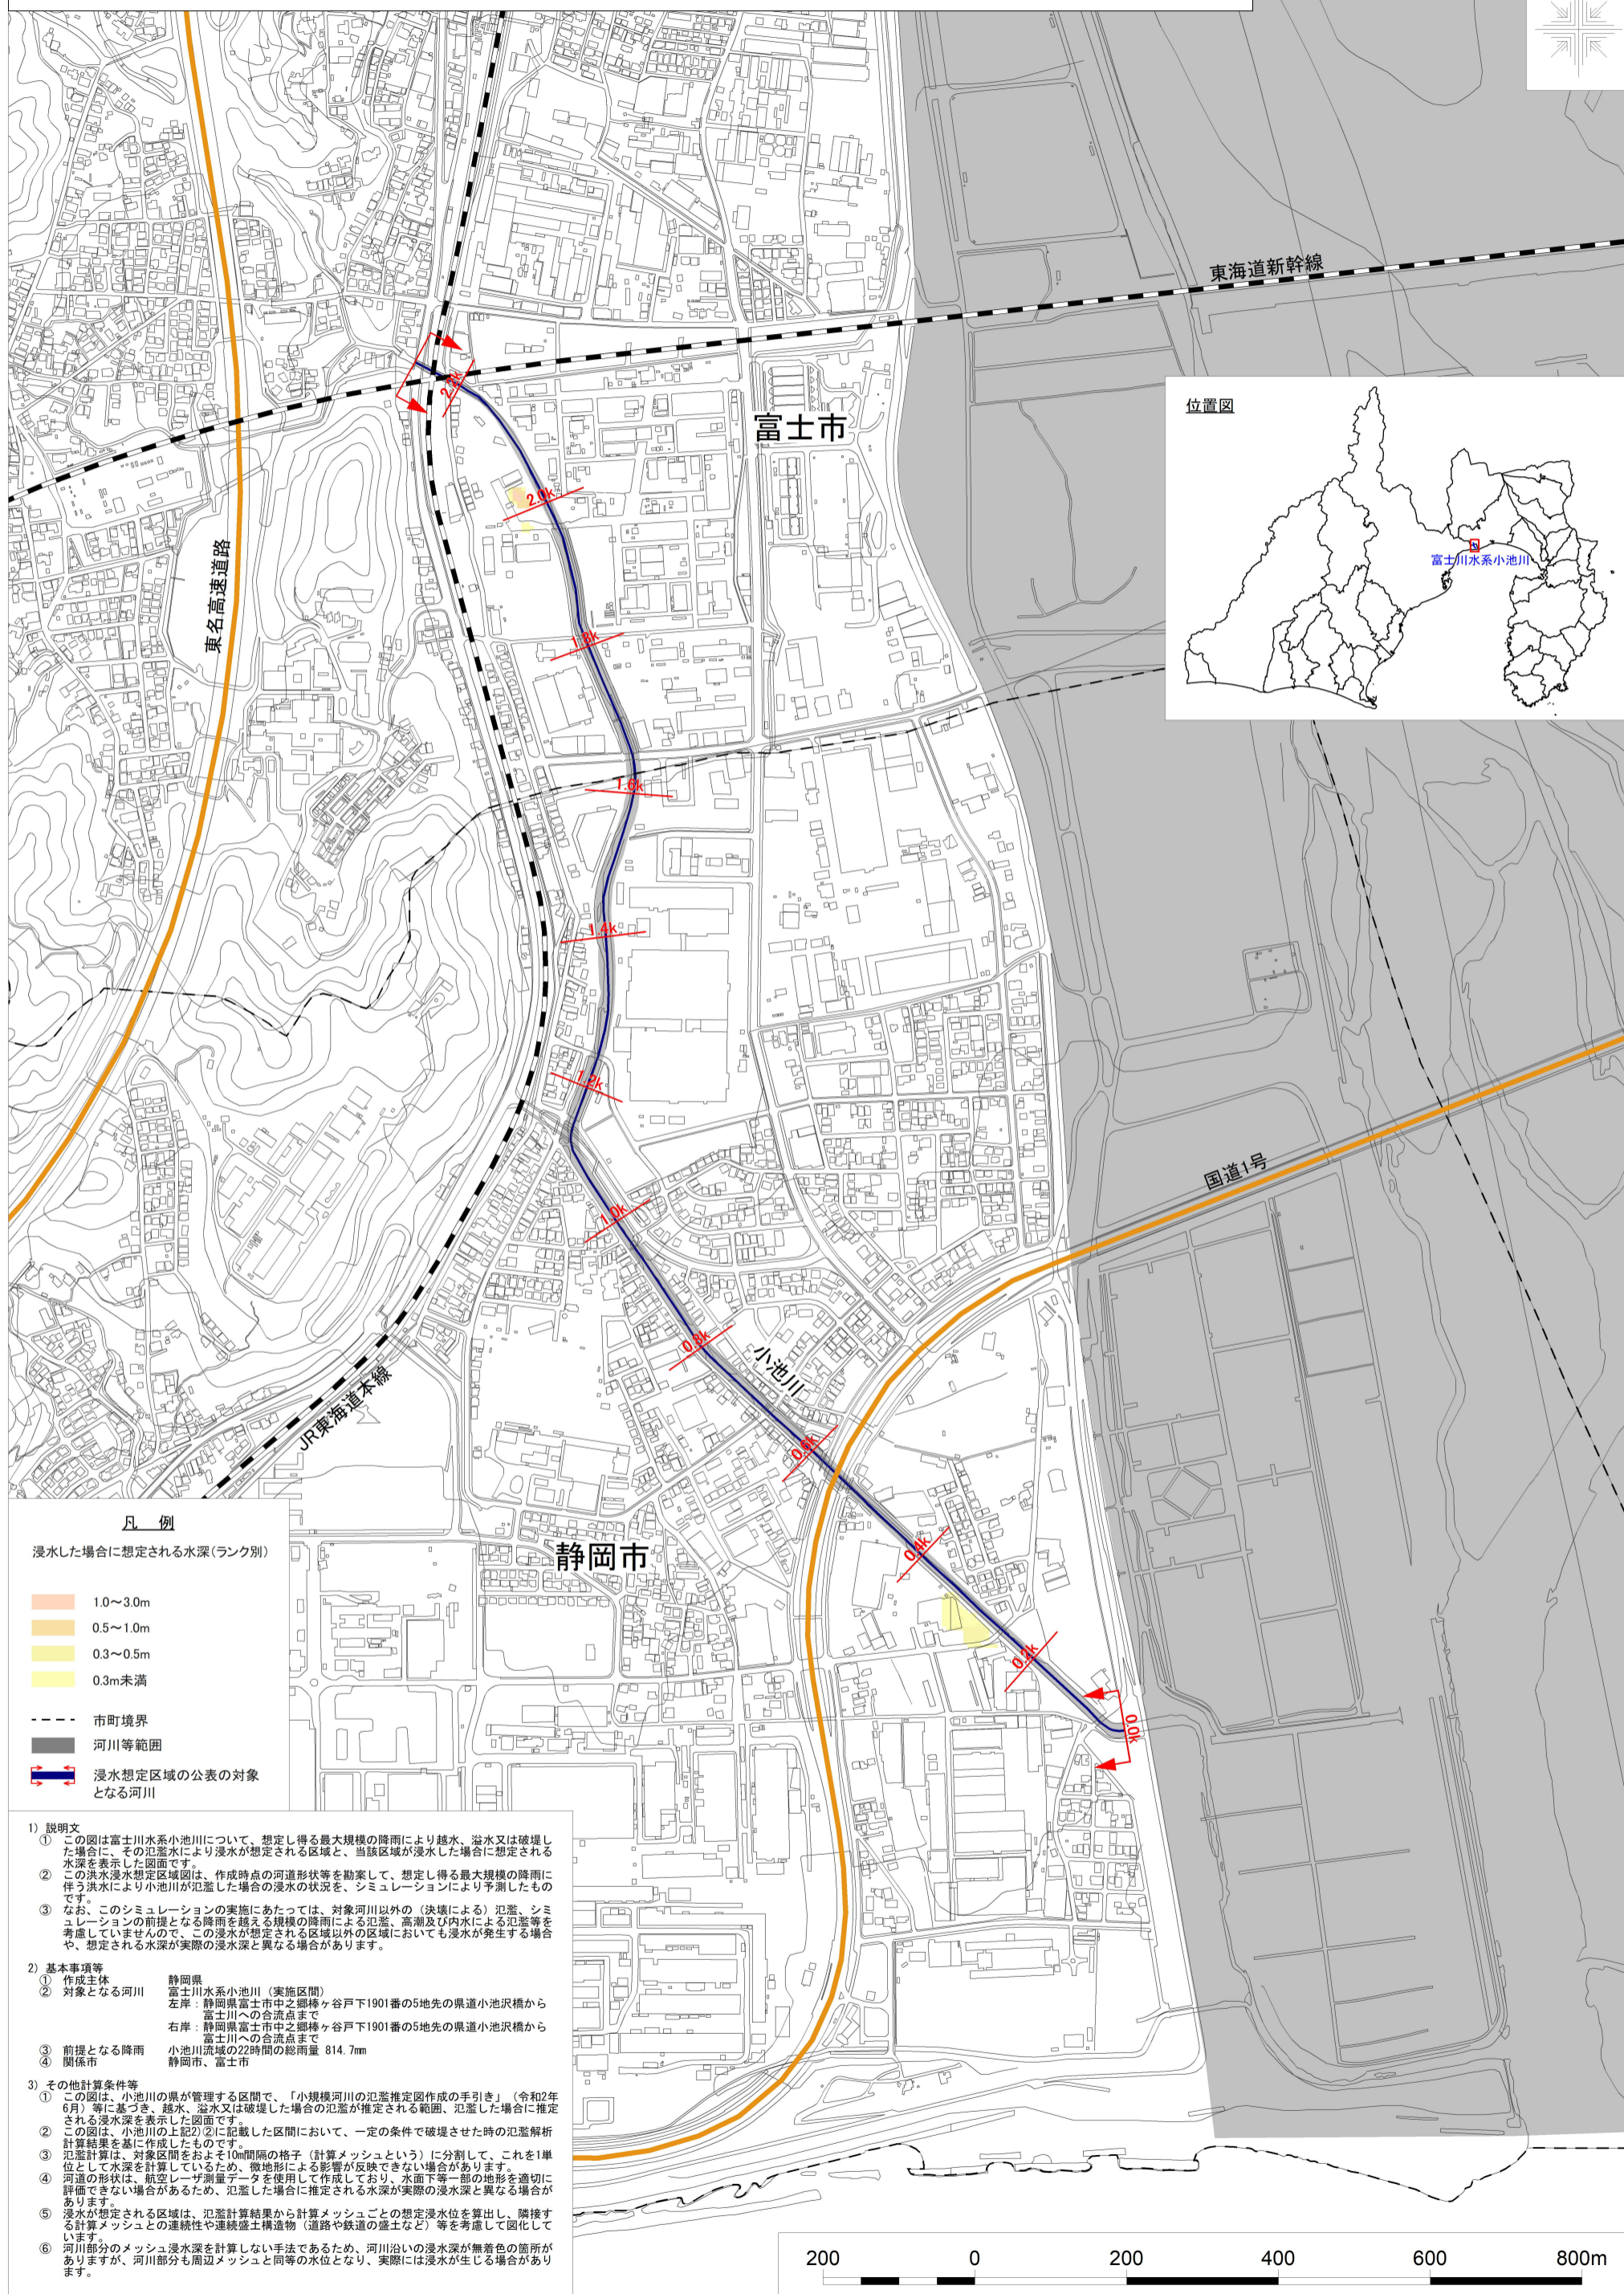 東海道新幹線
位置図
富士川水系小池川
富士市
2.2k
2.0k
東名高速道路
1.8k
1.6k
1.4k
1.2k
国道1号
1.0k
0.8k
小池川
JR東海道本線
0.6k
0.4k
静岡市
0.2k
0.0k
凡 例
浸水した場合に想定される水深(ランク別)
1.0～3.0m
0.5～1.0m
0.3～0.5m
0.3m未満
市町境界
河川等範囲
浸水想定区域の公表の対象
となる河川
1) 説明文
① この図は富士川水系小池川について、想定し得る最大規模の降雨により越水、溢水又は破堤し
た場合に、その氾濫水により浸水が想定される区域と、当該区域が浸水した場合に想定される
水深を表示した図面です。
② この洪水浸水想定区域図は、作成時点の河道形状等を勘案して、想定し得る最大規模の降雨に
伴う洪水により小池川が氾濫した場合の浸水の状況を、シミュレーションにより予測したもの
です。
③ なお、このシミュレーションの実施にあたっては、対象河川以外の（決壊による）氾濫、シミ
ュレーションの前提となる降雨を越える規模の降雨による氾濫、高潮及び内水による氾濫等を
考慮していませんので、この浸水が想定される区域以外の区域においても浸水が発生する場合
や、想定される水深が実際の浸水深と異なる場合があります。
2) 基本事項等
① 作成主体 静岡県
② 対象となる河川 富士川水系小池川（実施区間）
左岸：静岡県富士市中之郷棒ヶ谷戸下1901番の5地先の県道小池沢橋から
富士川への合流点まで
右岸：静岡県富士市中之郷棒ヶ谷戸下1901番の5地先の県道小池沢橋から
富士川への合流点まで
③ 前提となる降雨 小池川流域の22時間の総雨量 814.7mm
④ 関係市 静岡市、富士市
3) その他計算条件等
① この図は、小池川の県が管理する区間で、「小規模河川の氾濫推定図作成の手引き」（令和2年
6月）等に基づき、越水、溢水又は破堤した場合の氾濫が推定される範囲、氾濫した場合に推定
される浸水深を表示した図面です。
② この図は、小池川の上記2)②に記載した区間において、一定の条件で破堤させた時の氾濫解析
計算結果を基に作成したものです。
③ 氾濫計算は、対象区間をおよそ10m間隔の格子（計算メッシュという）に分割して、これを1単
位として水深を計算しているため、微地形による影響が反映できない場合があります。
④ 河道の形状は、航空レーザ測量データを使用して作成しており、水面下等一部の地形を適切に
評価できない場合があるため、氾濫した場合に推定される水深が実際の浸水深と異なる場合が
あります。
⑤ 浸水が想定される区域は、氾濫計算結果から計算メッシュごとの想定浸水位を算出し、隣接す
る計算メッシュとの連続性や連続盛土構造物（道路や鉄道の盛土など）等を考慮して図化して
います。
⑥ 河川部分のメッシュ浸水深を計算しない手法であるため、河川沿いの浸水深が無着色の箇所が
ありますが、河川部分も周辺メッシュと同等の水位となり、実際には浸水が生じる場合があり
ます。
200 0 200 400 600 800m